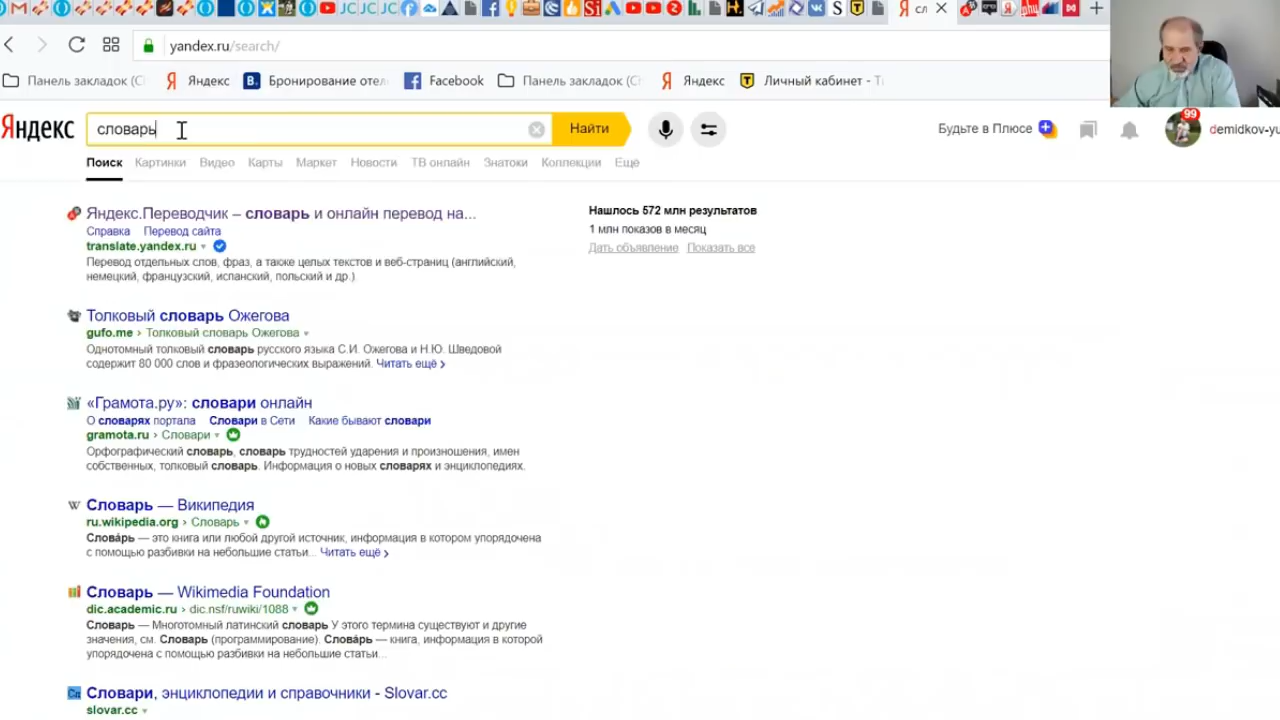 yandex.ru/search/
Панель закладок (С
Яндекс
Бронирование отел
Facebook
Панель закладок (С
Яндекс
Личный кабинет - Т
Яндекс
словарь
Найти
Будьте в Плюсе
99
demidkov-yu
Поиск Картинки Видео Карты Маркет Новости ТВ онлайн Знатоки Коллекции Ещё
Яндекс.Переводчик – словарь и онлайн перевод на...
Справка Перевод сайта
translate.yandex.ru
Перевод отдельных слов, фраз, а также целых текстов и веб-страниц (английский,
немецкий, французский, испанский, польский и др.).
Толковый словарь Ожегова
gufo.me › Толковый словарь Ожегова
Однотомный толковый словарь русского языка С.И. Ожегова и Н.Ю. Шведовой
содержит 80 000 слов и фразеологических выражений. Читать ещё ›
«Грамота.ру»: словари онлайн
О словарях портала Словари в Сети Какие бывают словари
gramota.ru › Словари
Орфографический словарь, словарь трудностей ударения и произношения, имен
собственных, толковый словарь. Информация о новых словарях и энциклопедиях.
Словарь — Википедия
ru.wikipedia.org › Словарь
Слова́рь — это книга или любой другой источник, информация в котором упорядочена
с помощью разбивки на небольшие статьи... Читать ещё ›
Словарь — Wikimedia Foundation
dic.academic.ru › dic.nsf/ruwiki/1088
Словарь — Многотомный латинский словарь У этого термина существуют и другие
значения, см. Словарь (программирование). Слова́рь — книга, информация в которой
упорядочена с помощью разбивки на небольшие статьи...
Словари, энциклопедии и справочники - Slovar.cc
slovar.cc
Нашлось 572 млн результатов
1 млн показов в месяц
Дать объявление Показать все